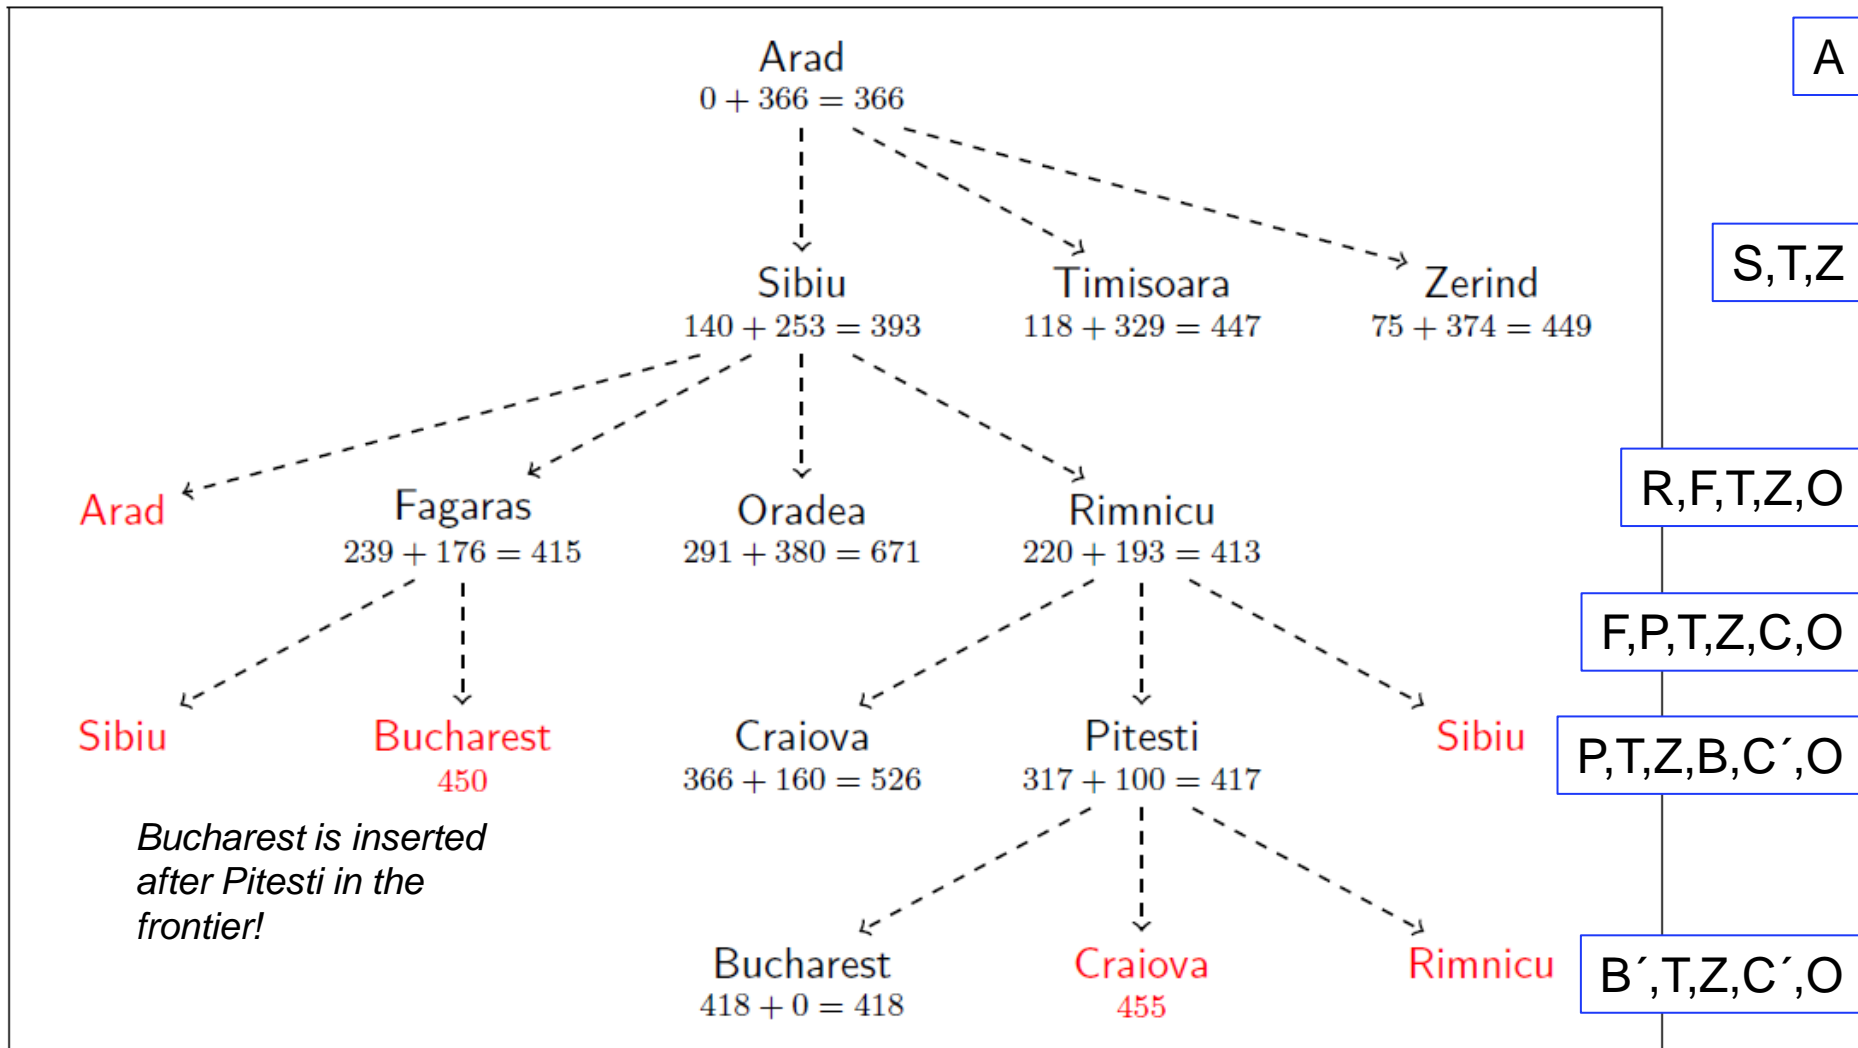 Arad
0 + 366 = 366
A
Sibiu
140 + 253 = 393
Timisoara
118 + 329 = 447
Zerind
75 + 374 = 449
S,T,Z
Arad
Fagaras
239 + 176 = 415
Oradea
291 + 380 = 671
Rimnicu
220 + 193 = 413
R,F,T,Z,O
F,P,T,Z,C,O
Sibiu
Bucharest
450
Craiova
366 + 160 = 526
Pitesti
317 + 100 = 417
Sibiu
P,T,Z,B,C´,O
Bucharest is inserted
after Pitesti in the
frontier!
Bucharest
418 + 0 = 418
Craiova
455
Rimnicu
B´,T,Z,C´,O